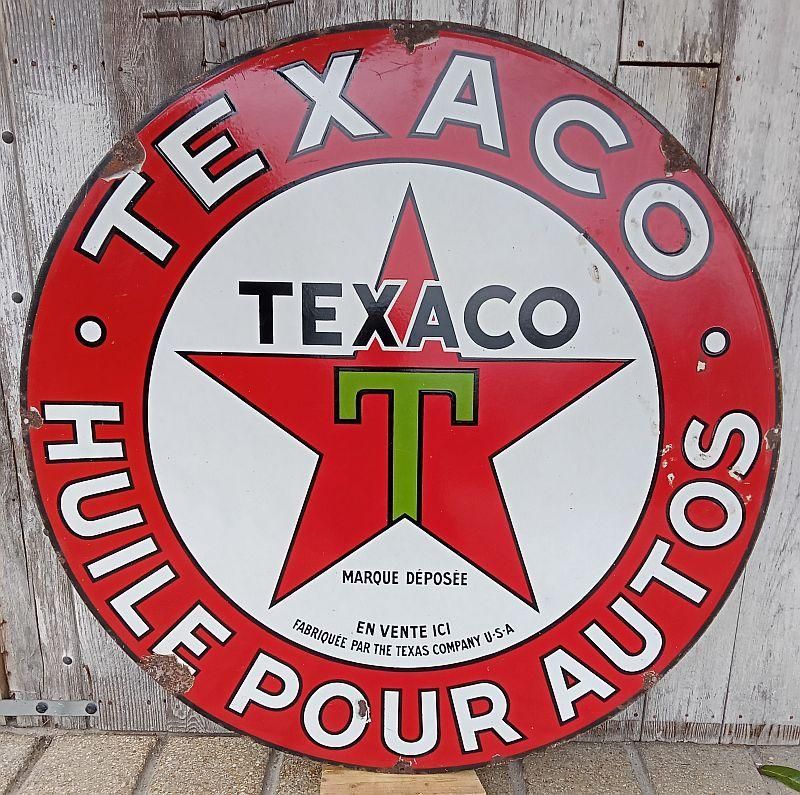 TEXACO
TEXACO
T
MARQUE DÉPOSÉE
EN VENTE ICI
FABRIQUÉE PAR THE TEXAS COMPANY U·S·A
HUILE POUR AUTOS